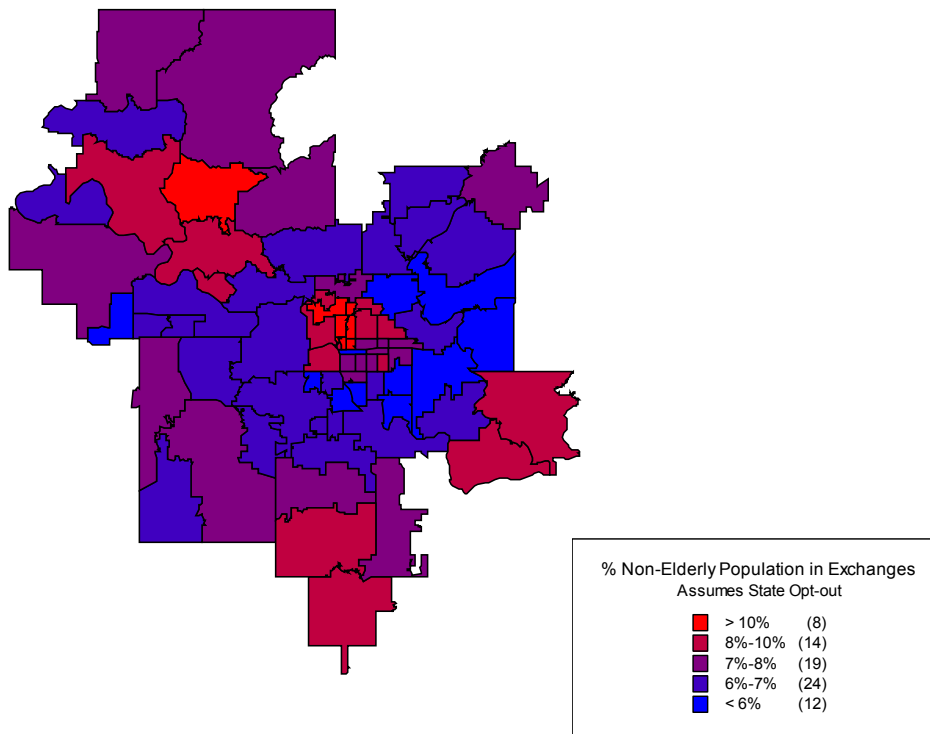 % Non-Elderly Population in Exchanges
Assumes State Opt-out
> 10% (8)
8%-10% (14)
7%-8% (19)
6%-7% (24)
< 6% (12)